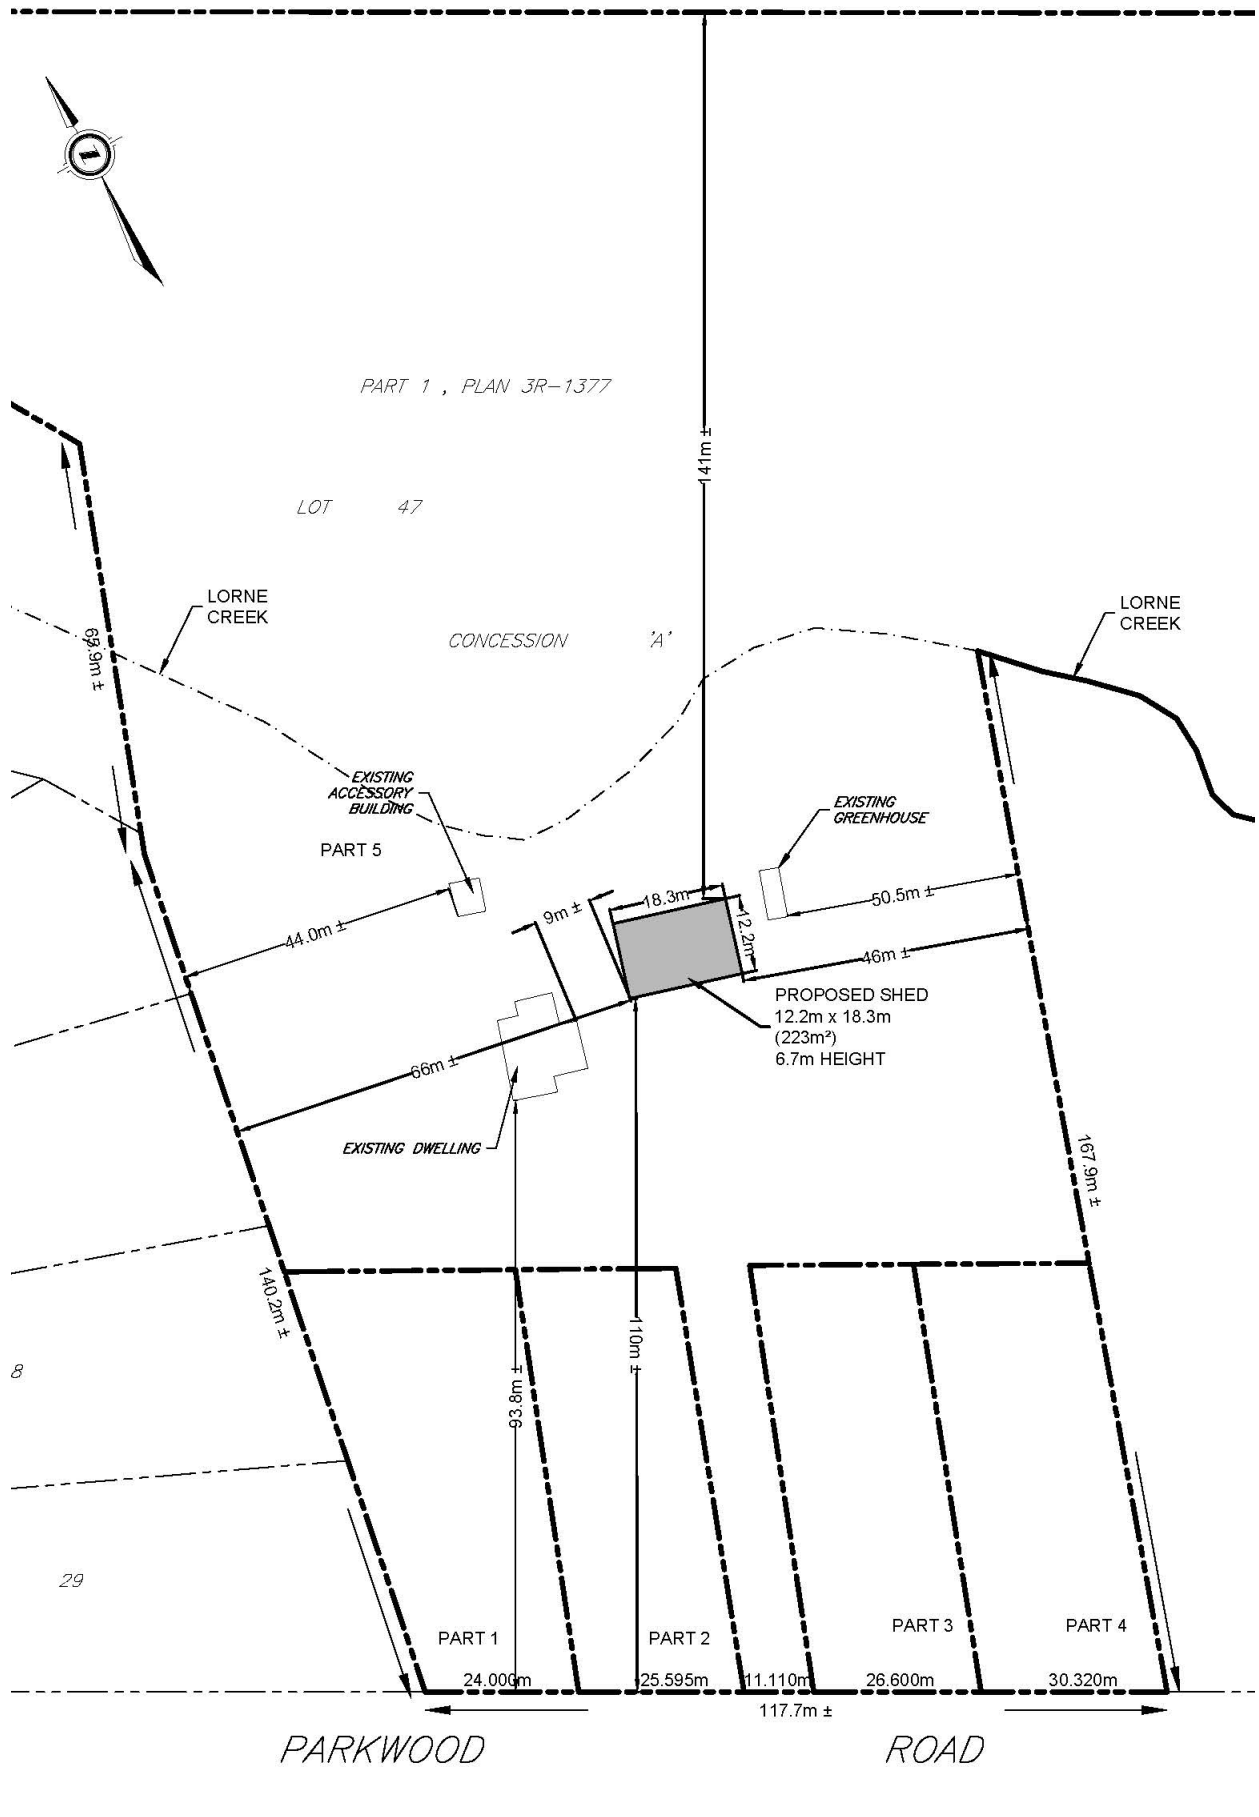 PART 1 , PLAN 3R-1377
141m ±
LOT 47
LORNE
CREEK
LORNE
CREEK
CONCESSION 'A'
65.9m ±
EXISTING
ACCESSORY
BUILDING
EXISTING
GREENHOUSE
PART 5
18.3m
50.5m ±
9m ±
12.2m
44.0m ±
46m ±
PROPOSED SHED
12.2m x 18.3m
(223m²)
6.7m HEIGHT
66m ±
EXISTING DWELLING
167.9m ±
140.2m ±
110m ±
93.8m ±
8
29
PART 1
PART 2
PART 3
PART 4
24.000m
25.595m
11.110m
26.600m
30.320m
117.7m ±
PARKWOOD ROAD